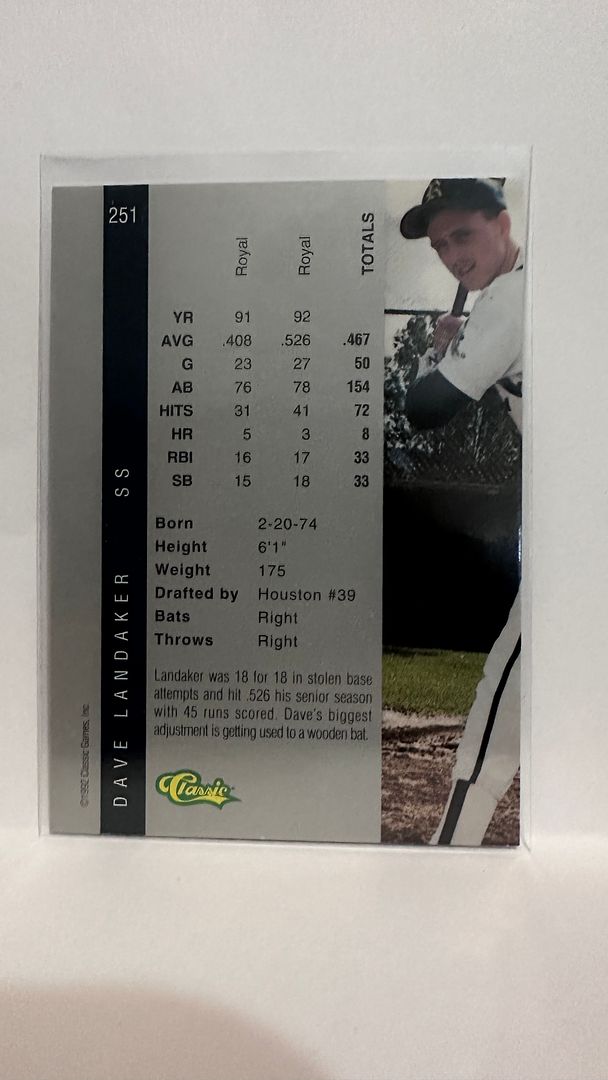 251
DAVE LANDAKER SS
©1992 Classic Games, Inc.
Royal Royal TOTALS
YR 91 92
AVG .408 .526 .467
G 23 27 50
AB 76 78 154
HITS 31 41 72
HR 5 3 8
RBI 16 17 33
SB 15 18 33
Born 2-20-74
Height 6'1"
Weight 175
Drafted by Houston #39
Bats Right
Throws Right
Landaker was 18 for 18 in stolen base
attempts and hit .526 his senior season
with 45 runs scored. Dave's biggest
adjustment is getting used to a wooden bat.
Classic